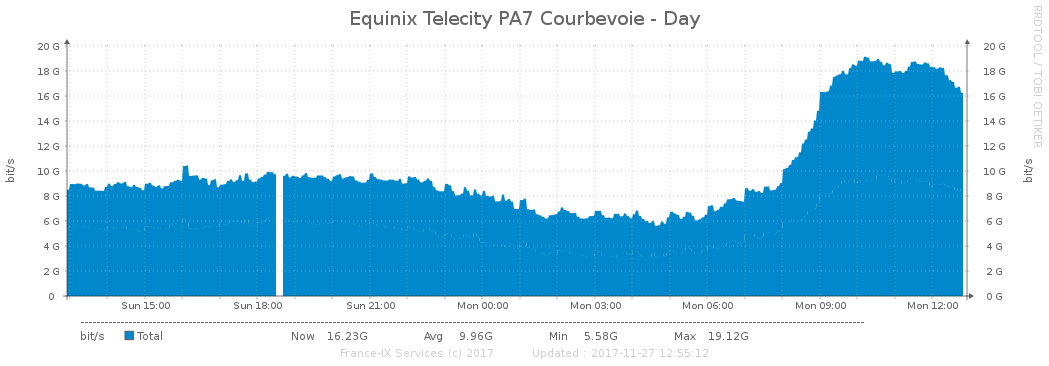 Equinix Telecity PA7 Courbevoie - Day
RRDTOOL / TOBI OETIKER
bit/s
20 G 20 G
18 G 18 G
16 G 16 G
14 G 14 G
12 G 12 G
10 G 10 G
8 G 8 G
6 G 6 G
4 G 4 G
2 G 2 G
0 0 G
bit/s
Sun 15:00 Sun 18:00 Sun 21:00 Mon 00:00 Mon 03:00 Mon 06:00 Mon 09:00 Mon 12:00
bit/s Total Now 16.23G Avg 9.96G Min 5.58G Max 19.12G
France-IX Services (c) 2017 Updated : 2017-11-27 12:55:12